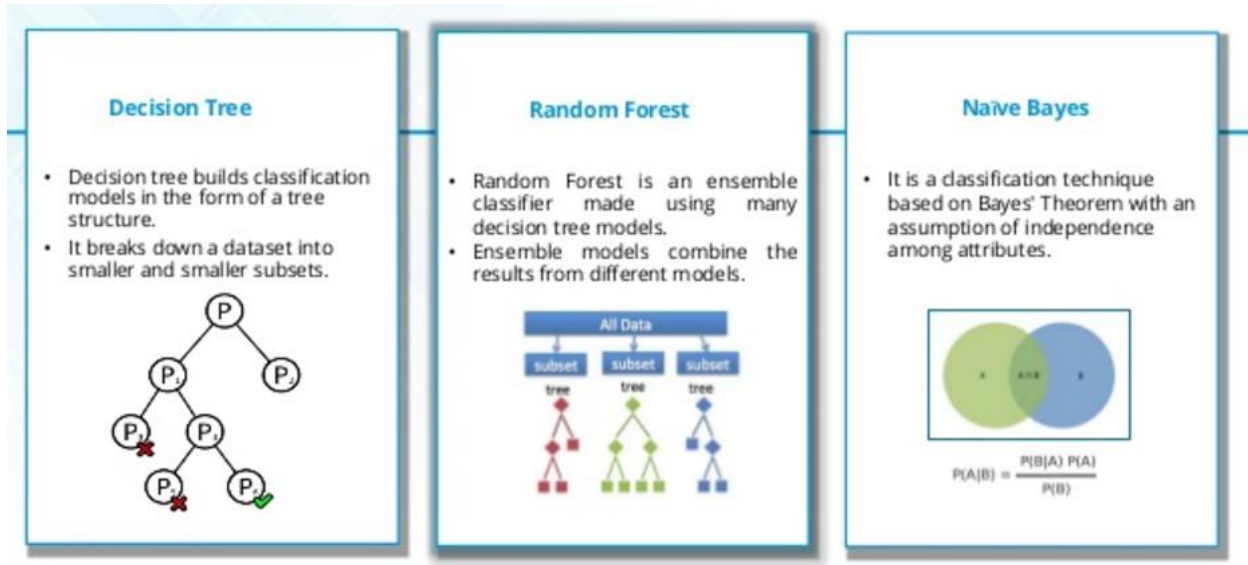 Decision Tree
• Decision tree builds classification
models in the form of a tree
structure.
• It breaks down a dataset into
smaller and smaller subsets.
P
P₁
P₂
P
P₄
P
P
Random Forest
• Random Forest is an ensemble
classifier made using many
decision tree models.
• Ensemble models combine the
results from different models.
All Data
subset subset subset
tree tree tree
Naïve Bayes
• It is a classification technique
based on Bayes' Theorem with an
assumption of independence
among attributes.
A A∩B B
P(A|B) = P(B|A) P(A)
P(B)